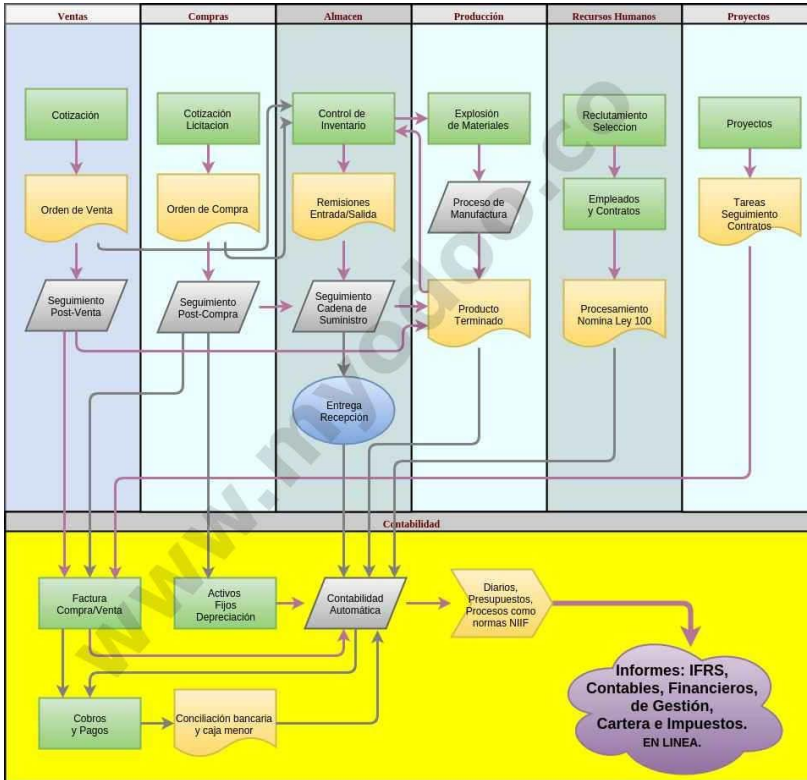 Ventas
Compras
Almacen
Producción
Recursos Humanos
Proyectos
Cotización
Cotización
Licitacion
Control de
Inventario
Explosión
de Materiales
Reclutamiento
Seleccion
Proyectos
Orden de Venta
Orden de Compra
Remisiones
Entrada/Salida
Proceso de
Manufactura
Empleados
y Contratos
Tareas
Seguimiento
Contratos
Seguimiento
Post-Venta
Seguimiento
Post-Compra
Seguimiento
Cadena de
Suministro
Producto
Terminado
Procesamiento
Nomina Ley 100
Entrega
Recepción
Contabilidad
Factura
Compra/Venta
Activos
Fijos
Depreciación
Contabilidad
Automática
Diarios,
Presupuestos,
Procesos como
normas NIIF
Cobros
y Pagos
Conciliación bancaria
y caja menor
Informes: IFRS,
Contables, Financieros,
de Gestión,
Cartera e Impuestos.
EN LINEA.
www.myodoo.co